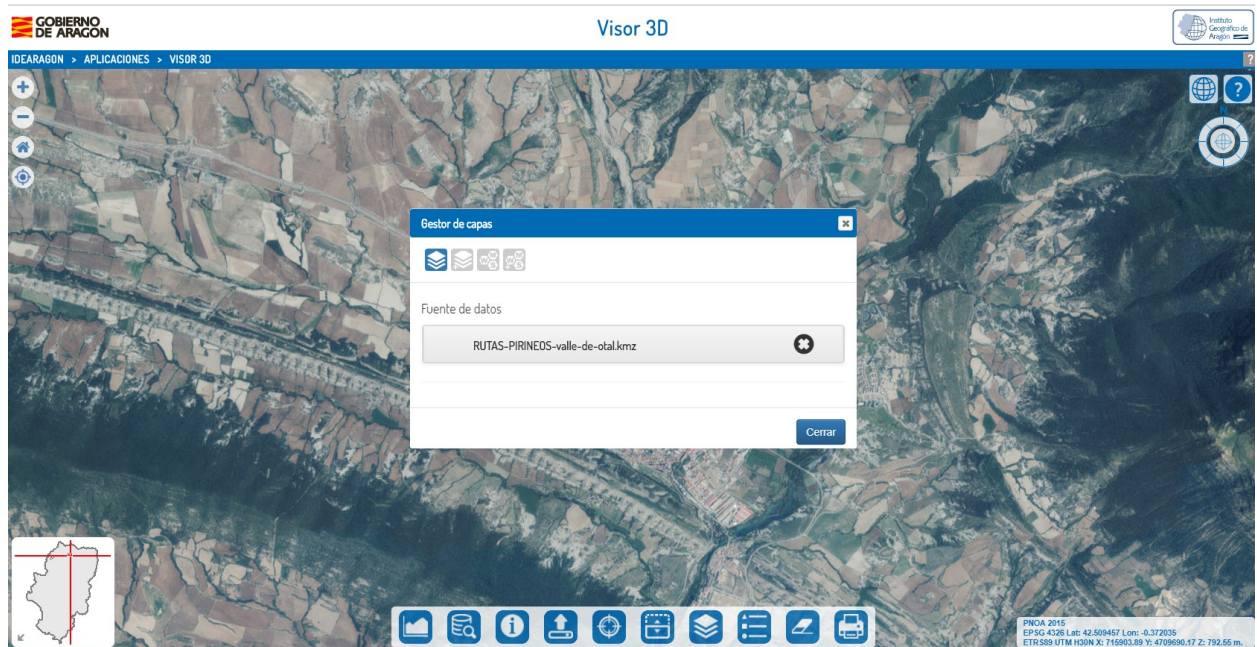 GOBIERNO
DE ARAGON
Visor 3D
Instituto
Geográfico de
Aragón
IDEARAGON > APLICACIONES > VISOR 3D
?
?
N
Gestor de capas
Fuente de datos
RUTAS-PIRINEOS-valle-de-otal.kmz
Cerrar
PNOA 2015
EPSG 4326 Lat: 42.509457 Lon: -0.372035
ETRS89 UTM H30N X: 715903.89 Y: 4709690.17 Z: 792.55 m.